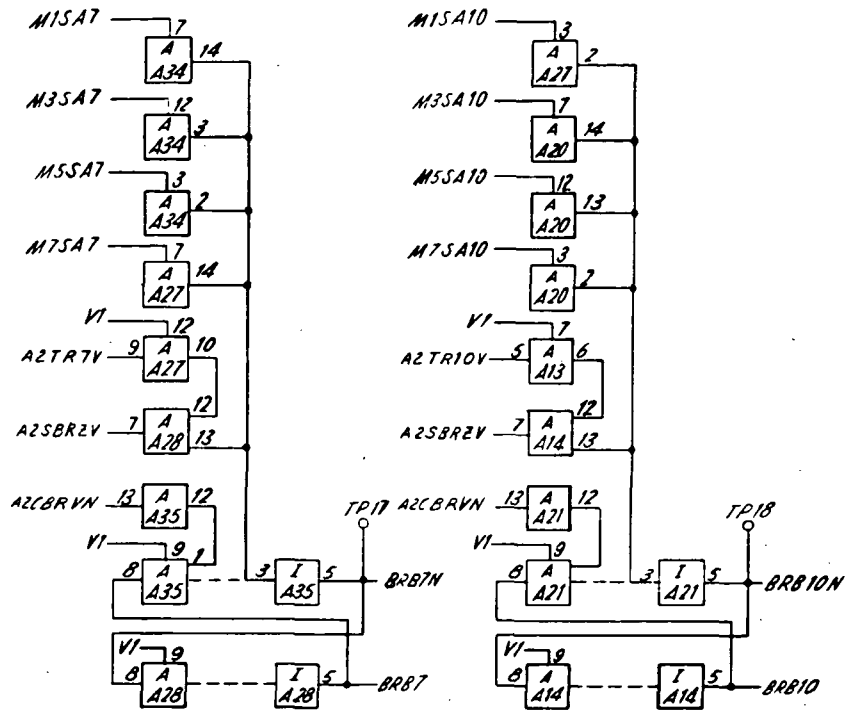 M1SA7
7
A
A34
14
M3SA7
12
A
A34
3
M5SA7
3
A
A34
2
M7SA7
7
A
A27
14
V1
12
A2TR7V
9
A
A27
10
A2SBR2V
7
12
A
A28
13
A2CBRVN
13
A
A35
12
V1
9
1
8
A
A35
3
I
A35
5
TP17
BRB7N
V1
9
8
A
A28
I
A28
5
BRB7
M1SA10
3
A
A27
2
M3SA10
7
A
A20
14
M5SA10
12
A
A20
13
M7SA10
3
A
A20
2
V1
7
A2TR10V
5
A
A13
6
A2SBR2V
7
12
A
A14
13
A2CBRVN
13
A
A21
12
V1
9
8
A
A21
3
I
A21
5
TP18
BRB10N
V1
9
8
A
A14
I
A14
5
BRB10